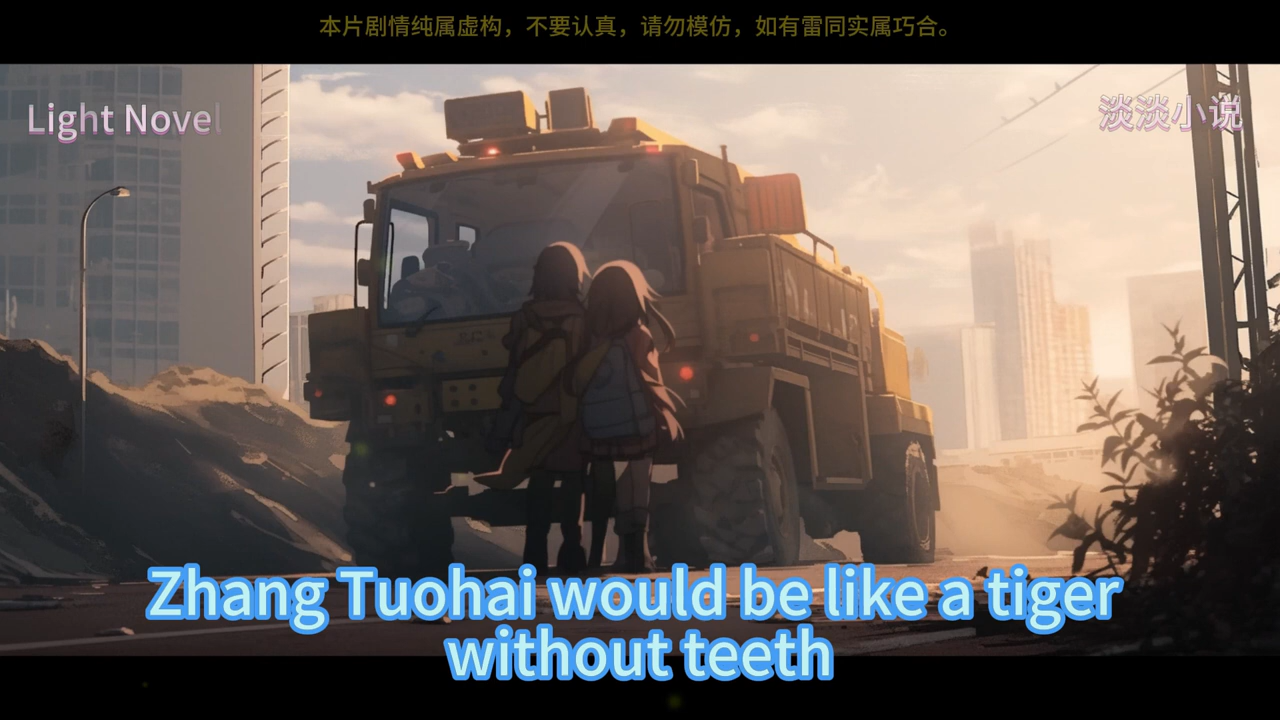 本片剧情纯属虚构，不要认真，请勿模仿，如有雷同实属巧合。
Light Novel
淡淡小说
Zhang Tuohai would be like a tiger
without teeth